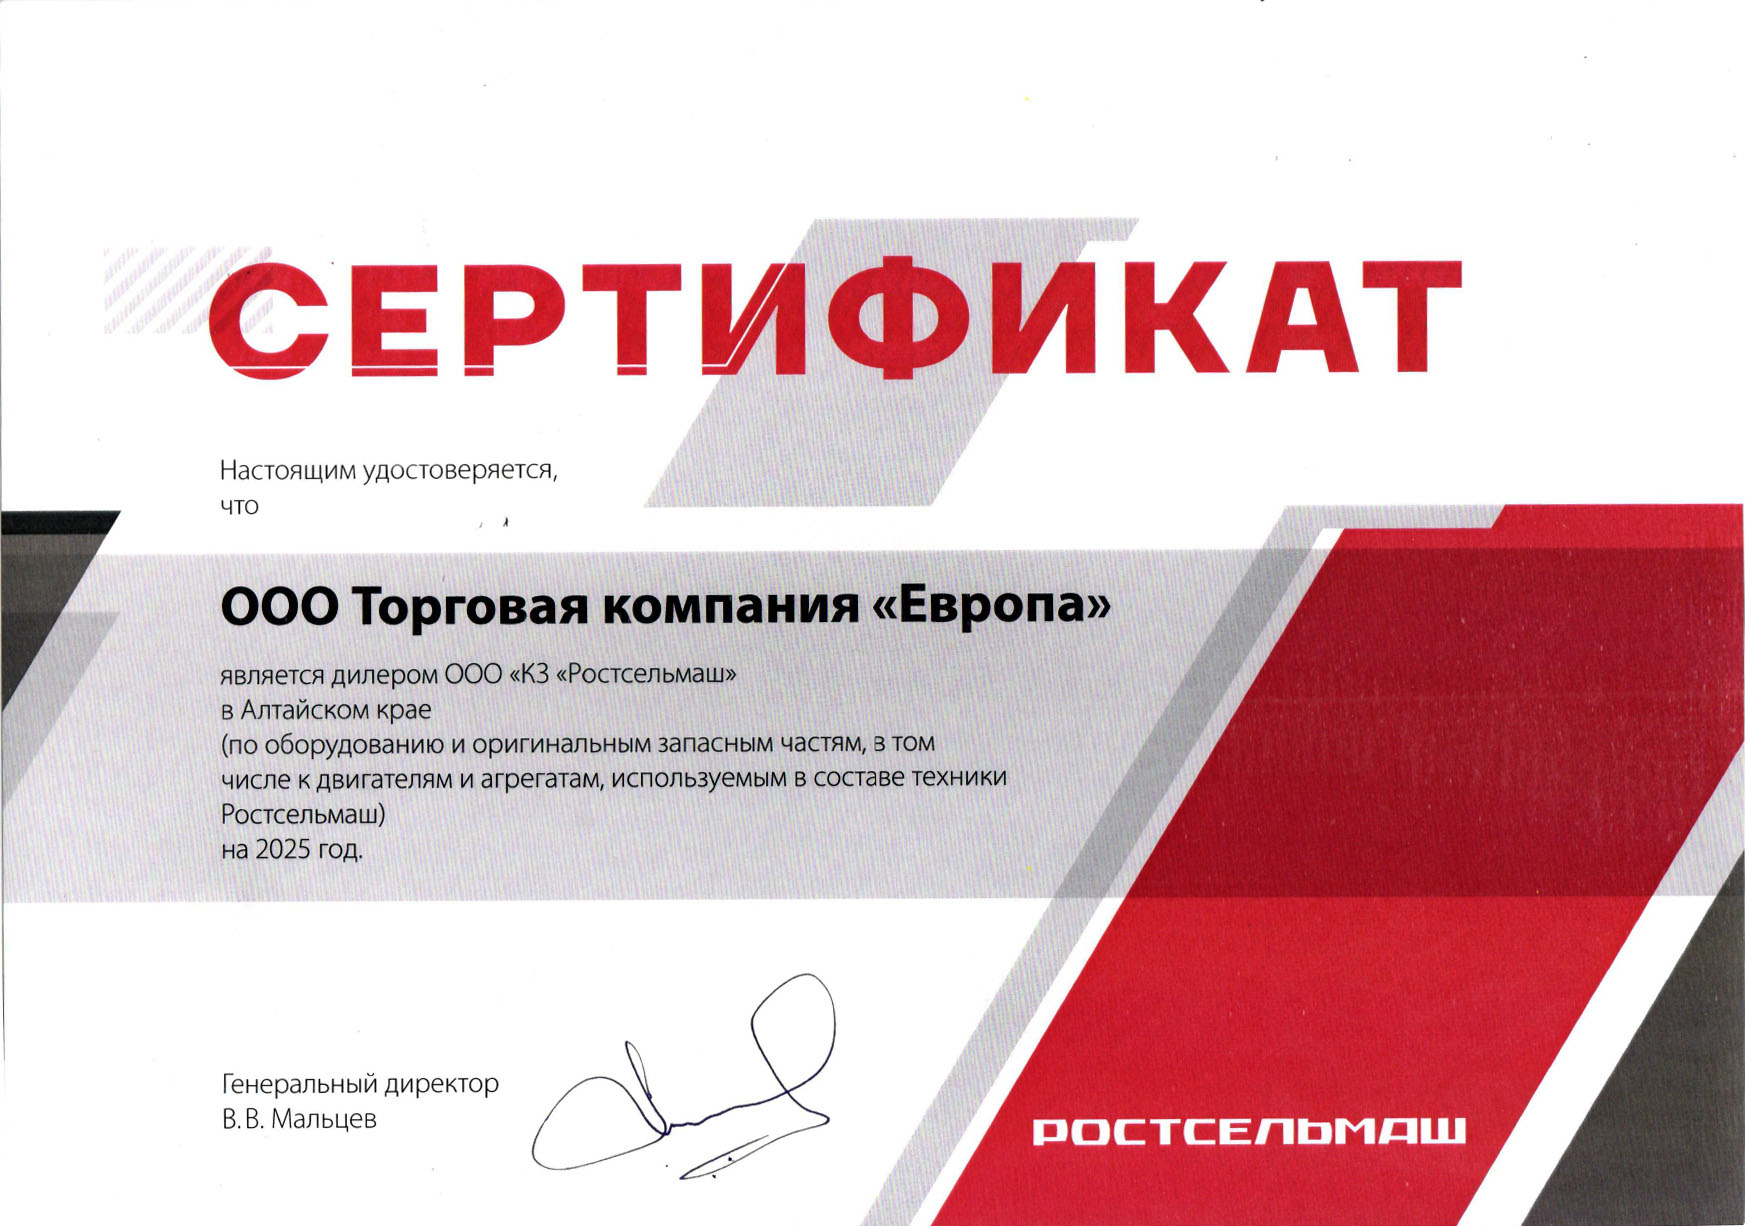 СЕРТИФИКАТ
Настоящим удостоверяется,
что
ООО Торговая компания «Европа»
является дилером ООО «КЗ «Ростсельмаш»
в Алтайском крае
(по оборудованию и оригинальным запасным частям, в том
числе к двигателям и агрегатам, используемым в составе техники
Ростсельмаш)
на 2025 год.
Генеральный директор
В.В. Мальцев
РОСТСЕЛЬМАШ